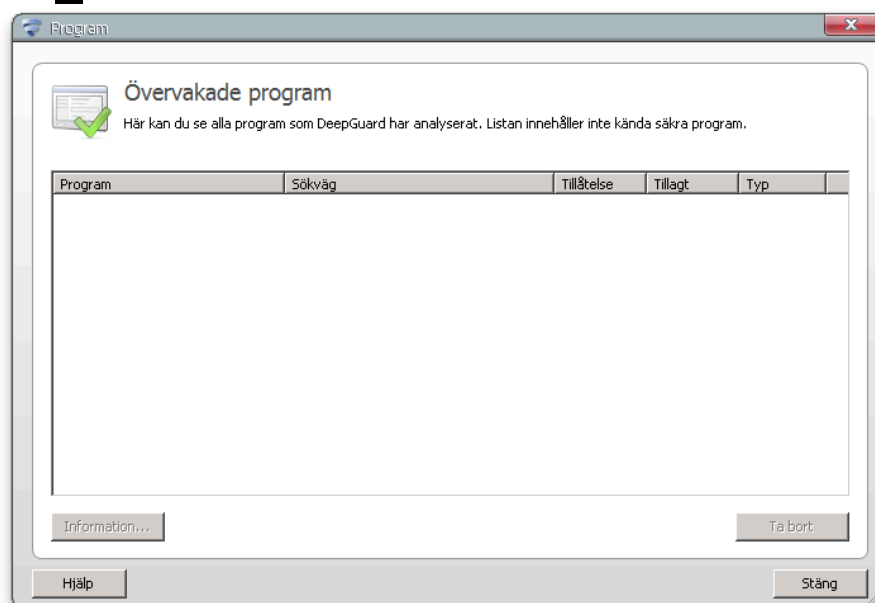 Program
Övervakade program
Här kan du se alla program som DeepGuard har analyserat. Listan innehåller inte kända säkra program.
Program Sökväg Tillåtelse Tillagt Typ
Information... Ta bort
Hjälp Stäng